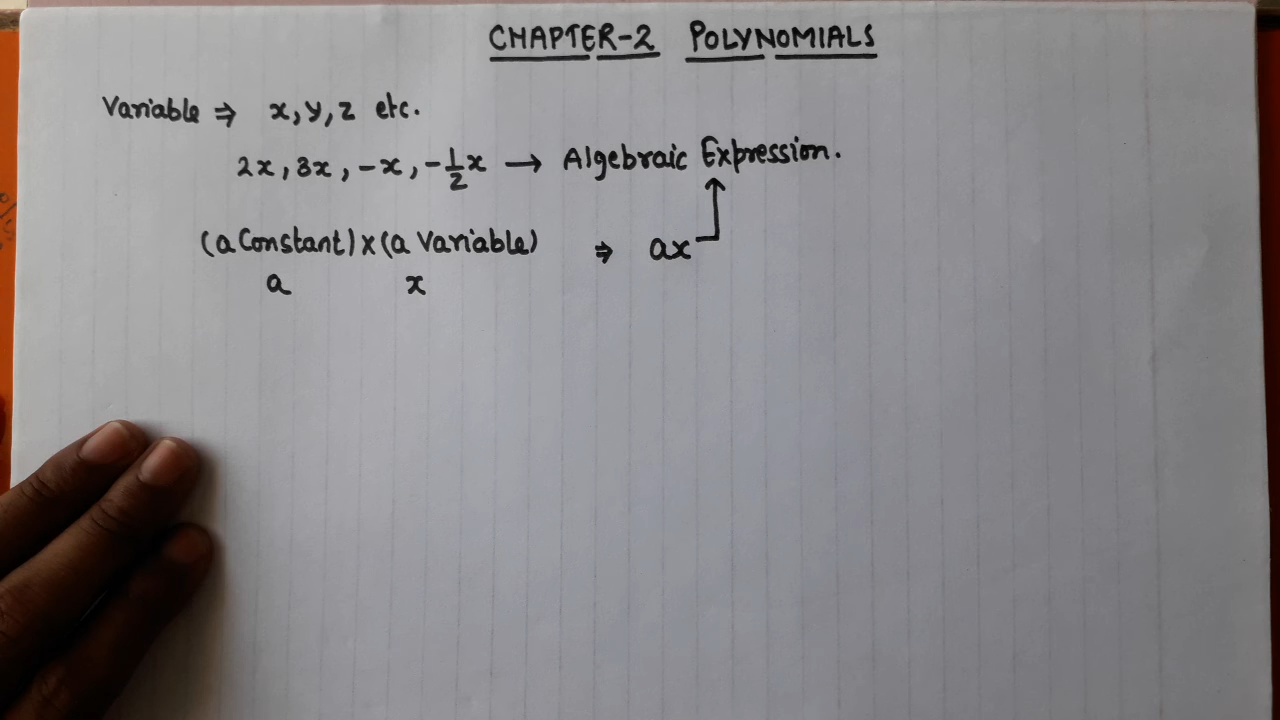 CHAPTER-2 POLYNOMIALS
Variable ⇒ x, y, z etc.
2x, 3x, -x, -1/2x → Algebraic Expression.
(a Constant) x (a Variable) ⇒ ax
a x